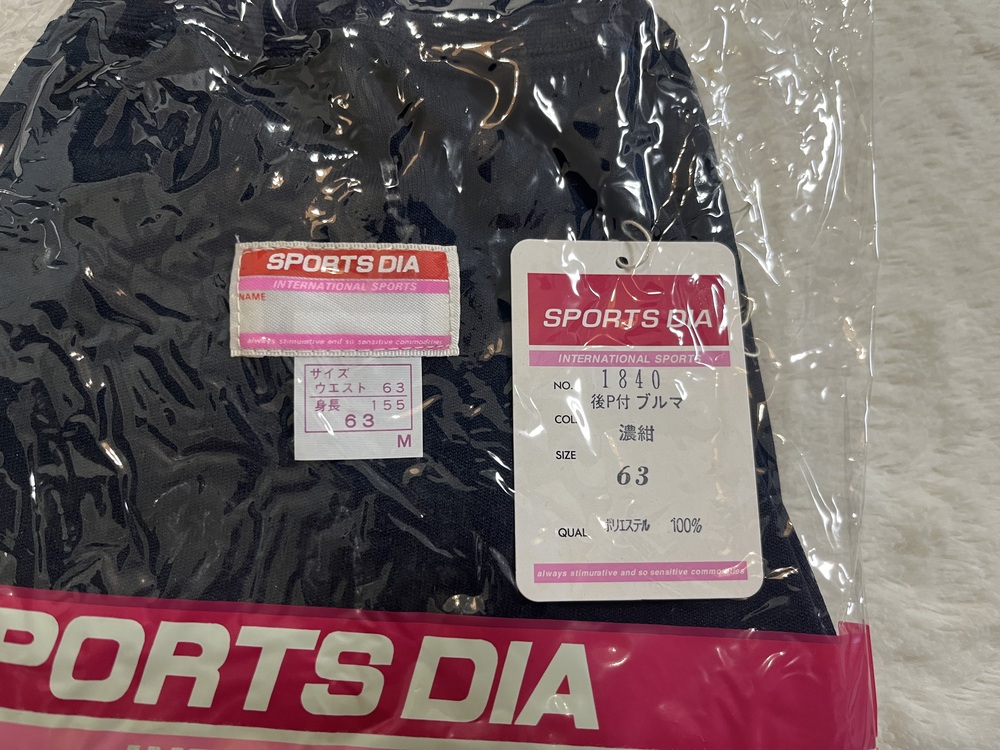 SPORTS DIA
INTERNATIONAL SPORTS
NAME
always stimurative and so sensitive commodities
サイズ
ウエスト 63
身長 155
63
M
SPORTS DIA
INTERNATIONAL SPORTS
NO. 1840
後P付 ブルマ
COL
濃紺
SIZE
63
QUAL ポリエステル 100%
always stimurative and so sensitive commodities
PORTS DIA